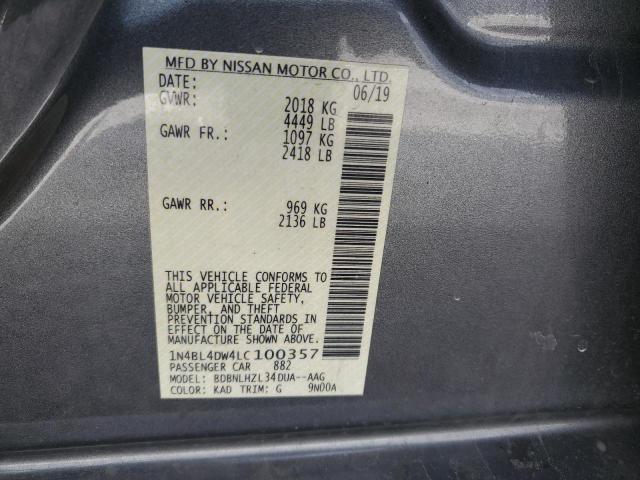 MFD BY NISSAN MOTOR CO., LTD.
DATE: 06/19
GVWR: 2018 KG
4449 LB
GAWR FR.: 1097 KG
2418 LB
GAWR RR.: 969 KG
2136 LB
THIS VEHICLE CONFORMS TO
ALL APPLICABLE FEDERAL
MOTOR VEHICLE SAFETY,
BUMPER, AND THEFT
PREVENTION STANDARDS IN
EFFECT ON THE DATE OF
MANUFACTURE SHOWN ABOVE.
1N4BL4DW4LC100357
PASSENGER CAR 882
MODEL: BDBNLHZL34DUA--AAG
COLOR: KAD TRIM: G 9N00A